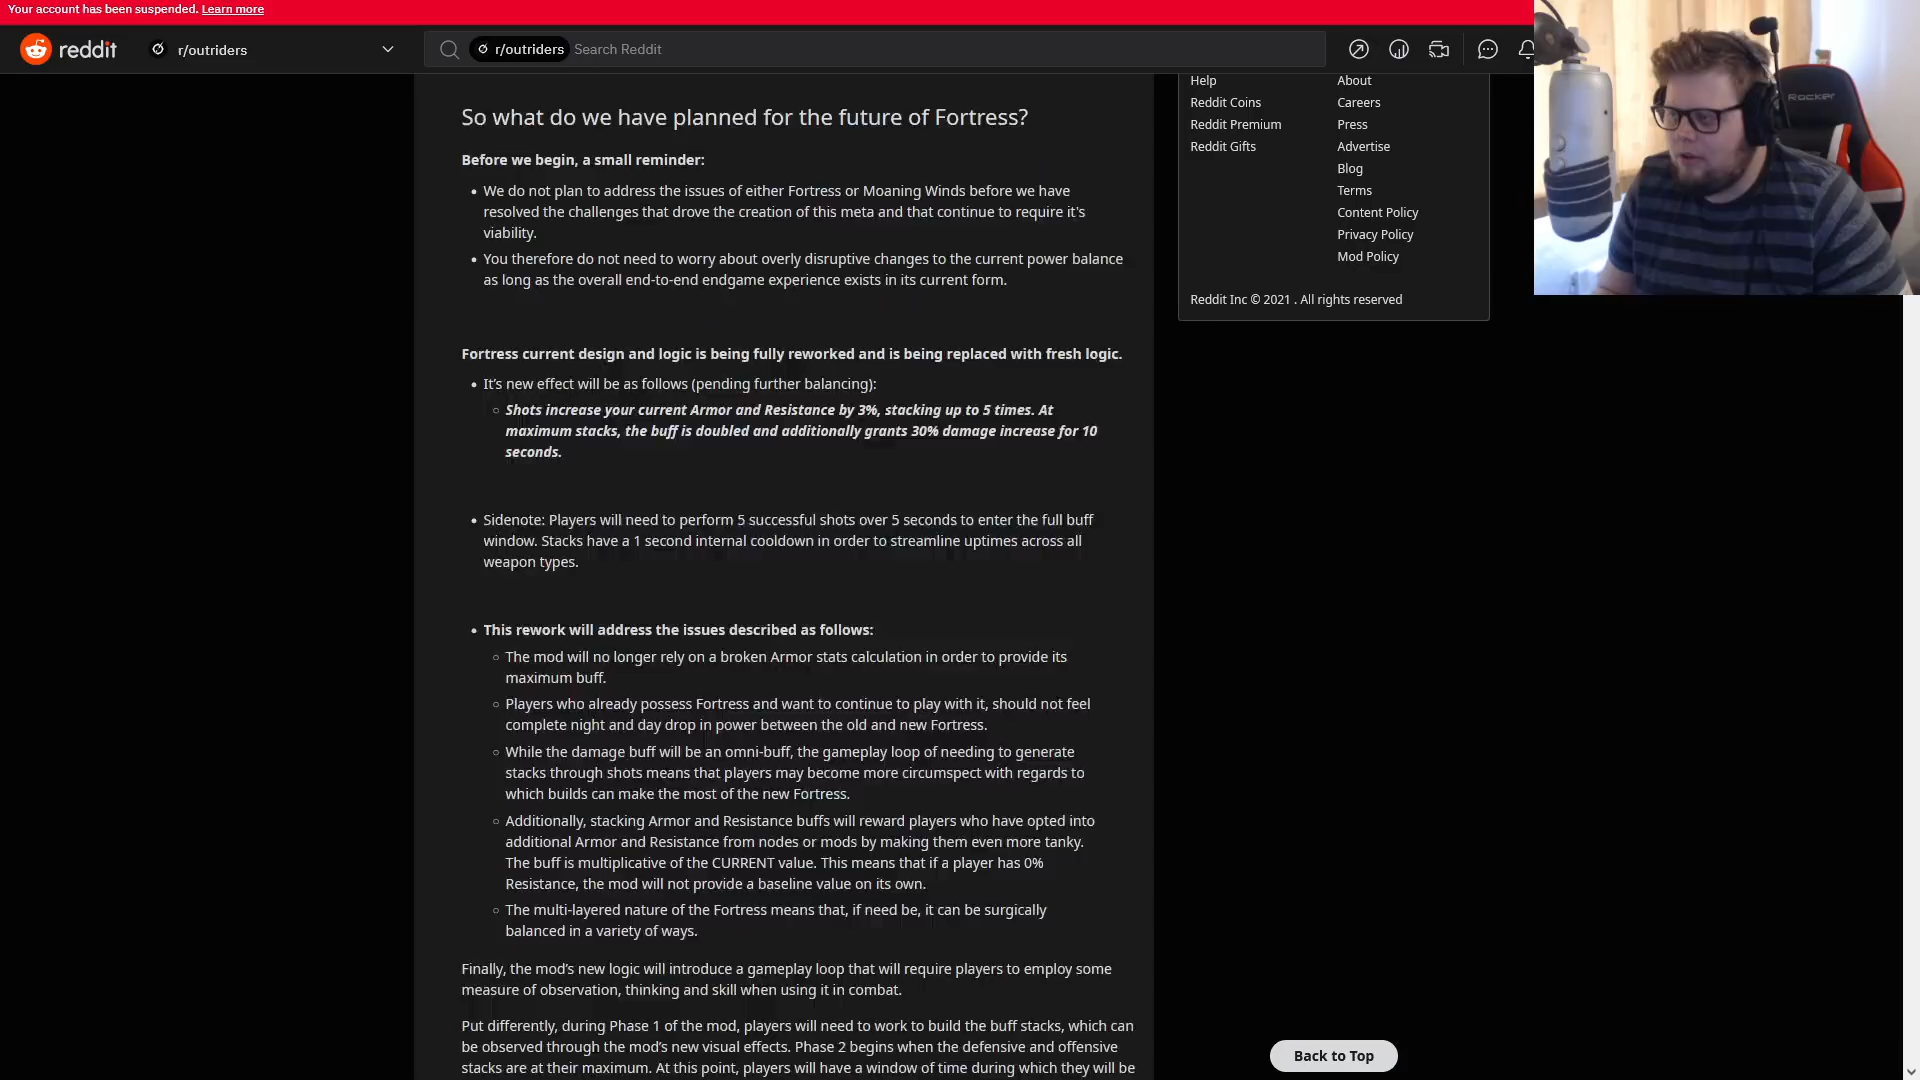 Your account has been suspended. Learn more
reddit
r/outriders
r/outriders Search Reddit
Help
About
Reddit Coins
Careers
Reddit Premium
Press
Reddit Gifts
Advertise
Blog
Terms
Content Policy
Privacy Policy
Mod Policy
Reddit Inc © 2021 . All rights reserved
So what do we have planned for the future of Fortress?
Before we begin, a small reminder:
We do not plan to address the issues of either Fortress or Moaning Winds before we have
resolved the challenges that drove the creation of this meta and that continue to require it's
viability.
You therefore do not need to worry about overly disruptive changes to the current power balance
as long as the overall end-to-end endgame experience exists in its current form.
Fortress current design and logic is being fully reworked and is being replaced with fresh logic.
It's new effect will be as follows (pending further balancing):
Shots increase your current Armor and Resistance by 3%, stacking up to 5 times. At
maximum stacks, the buff is doubled and additionally grants 30% damage increase for 10
seconds.
Sidenote: Players will need to perform 5 successful shots over 5 seconds to enter the full buff
window. Stacks have a 1 second internal cooldown in order to streamline uptimes across all
weapon types.
This rework will address the issues described as follows:
The mod will no longer rely on a broken Armor stats calculation in order to provide its
maximum buff.
Players who already possess Fortress and want to continue to play with it, should not feel
complete night and day drop in power between the old and new Fortress.
While the damage buff will be an omni-buff, the gameplay loop of needing to generate
stacks through shots means that players may become more circumspect with regards to
which builds can make the most of the new Fortress.
Additionally, stacking Armor and Resistance buffs will reward players who have opted into
additional Armor and Resistance from nodes or mods by making them even more tanky.
The buff is multiplicative of the CURRENT value. This means that if a player has 0%
Resistance, the mod will not provide a baseline value on its own.
The multi-layered nature of the Fortress means that, if need be, it can be surgically
balanced in a variety of ways.
Finally, the mod's new logic will introduce a gameplay loop that will require players to employ some
measure of observation, thinking and skill when using it in combat.
Put differently, during Phase 1 of the mod, players will need to work to build the buff stacks, which can
be observed through the mod's new visual effects. Phase 2 begins when the defensive and offensive
stacks are at their maximum. At this point, players will have a window of time during which they will be
Back to Top
ROCKER